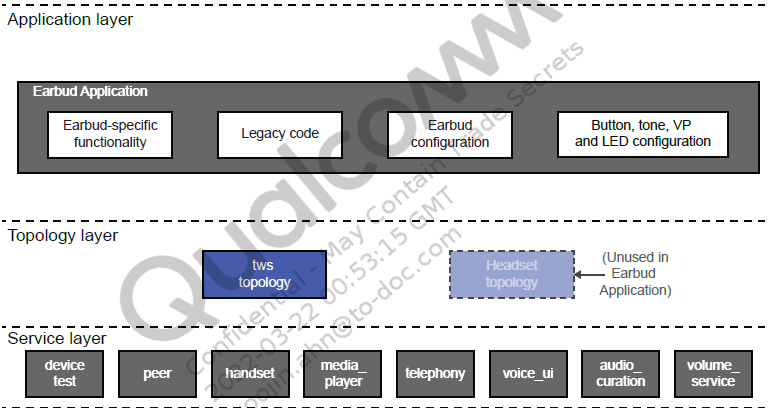 Application layer
Earbud Application
Earbud-specific
functionality
Legacy code
Earbud
configuration
Button, tone, VP
and LED configuration
Topology layer
tws
topology
Headset
topology
(Unused in
Earbud
Application)
Service layer
device
test
peer
handset
media_
player
telephony
voice_ui
audio_
curation
volume_
service
Qualcomm
Confidential - May Contain Trade Secrets
2022-03-22 00:53:15 GMT
oojin.ahn@to-doc.com